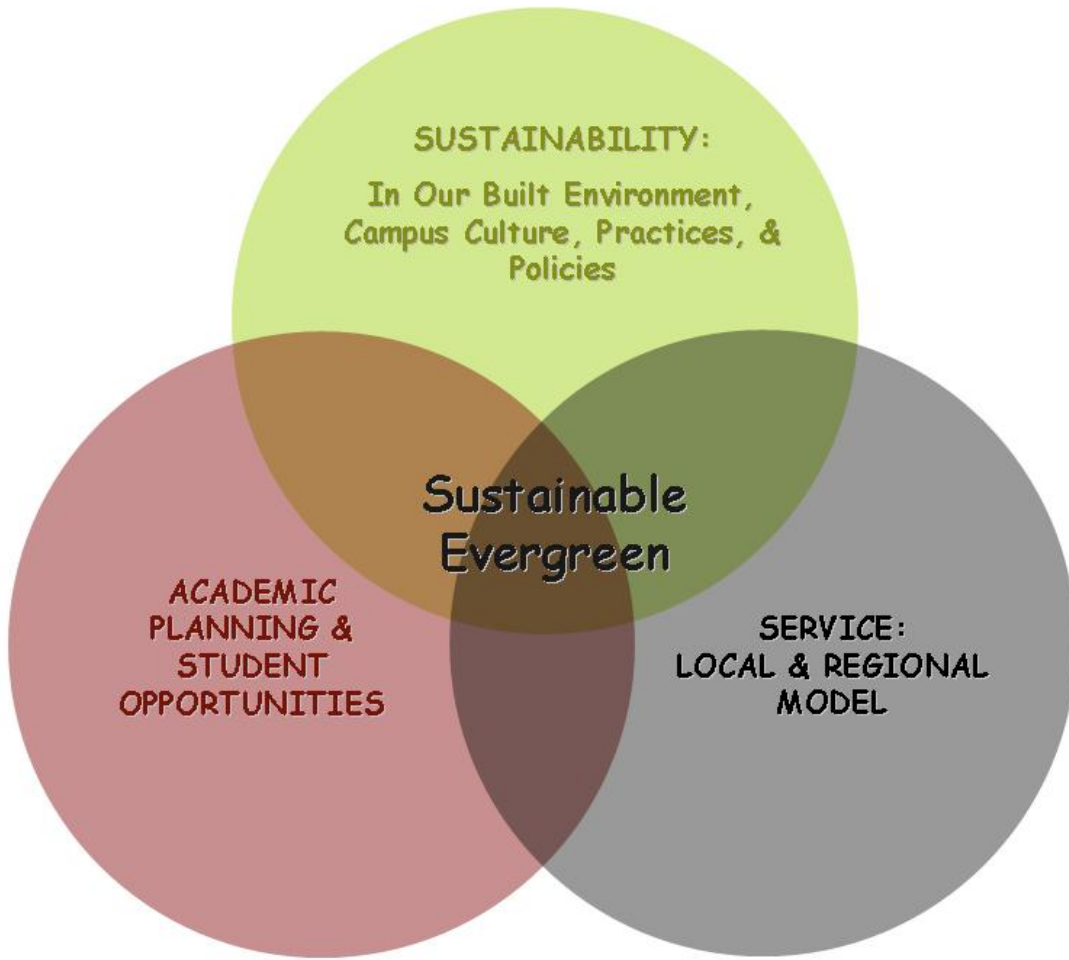 SUSTAINABILITY:
In Our Built Environment,
Campus Culture, Practices, &
Policies
Sustainable
Evergreen
ACADEMIC
PLANNING &
STUDENT
OPPORTUNITIES
SERVICE:
LOCAL & REGIONAL
MODEL